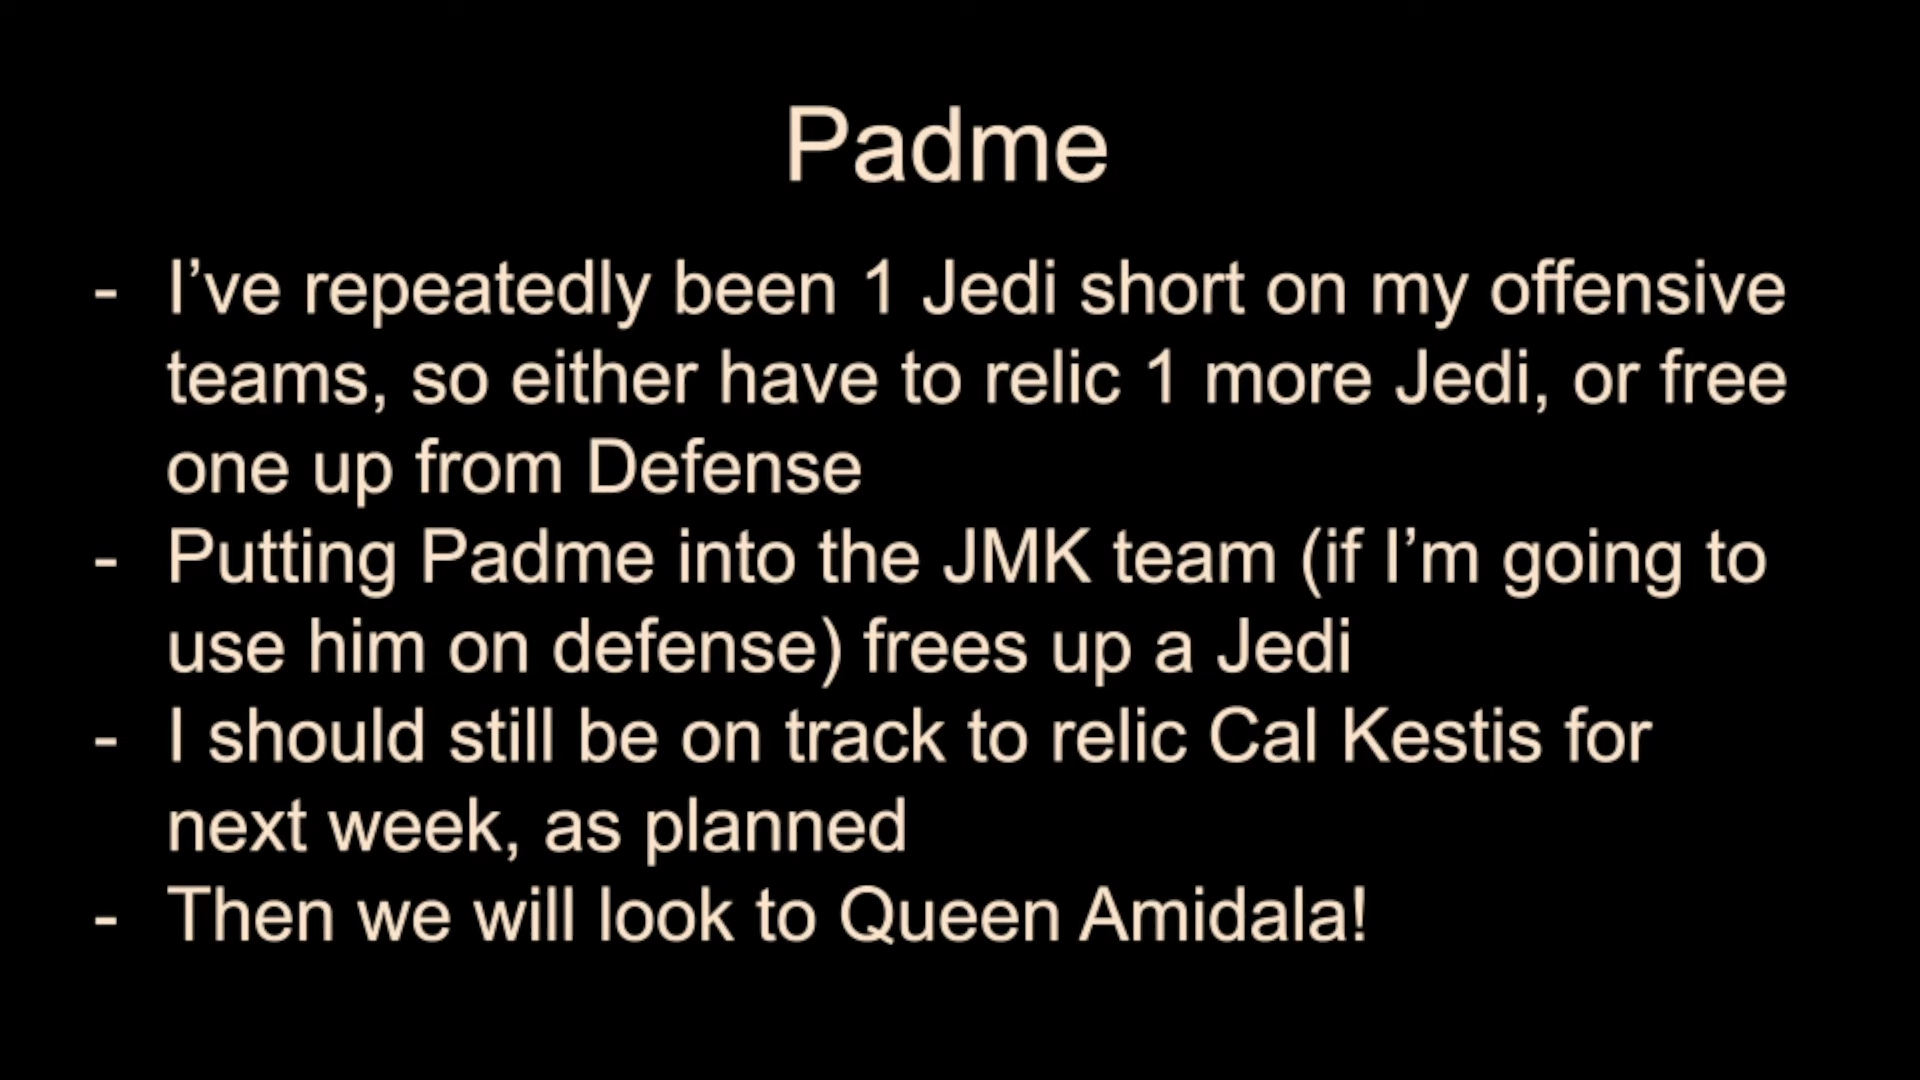 Padme
- I’ve repeatedly been 1 Jedi short on my offensive
teams, so either have to relic 1 more Jedi, or free
one up from Defense
- Putting Padme into the JMK team (if I’m going to
use him on defense) frees up a Jedi
- I should still be on track to relic Cal Kestis for
next week, as planned
- Then we will look to Queen Amidala!